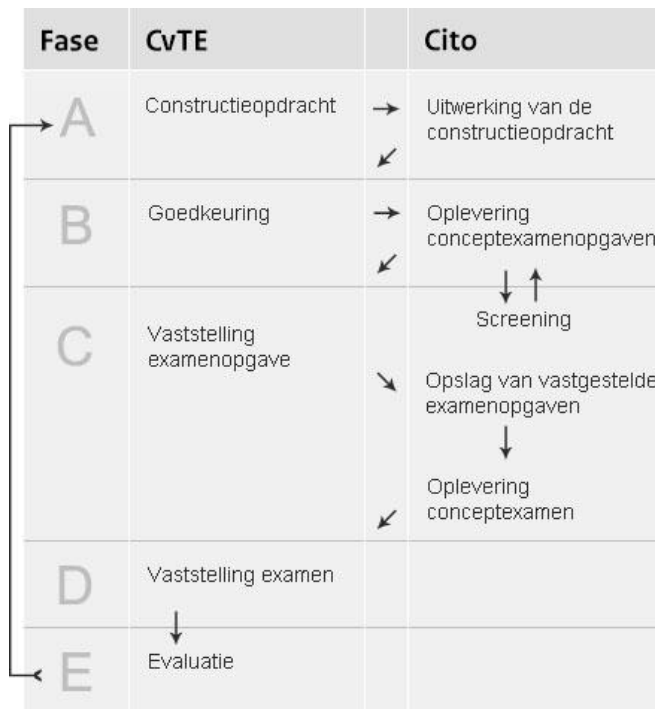 Fase CvTE Cito
A Constructieopdracht Uitwerking van de
constructieopdracht
B Goedkeuring Oplevering
conceptexamenopgaven
Screening
C Vaststelling
examenopgave
Opslag van vastgestelde
examenopgaven
Oplevering
conceptexamen
D Vaststelling examen
E Evaluatie